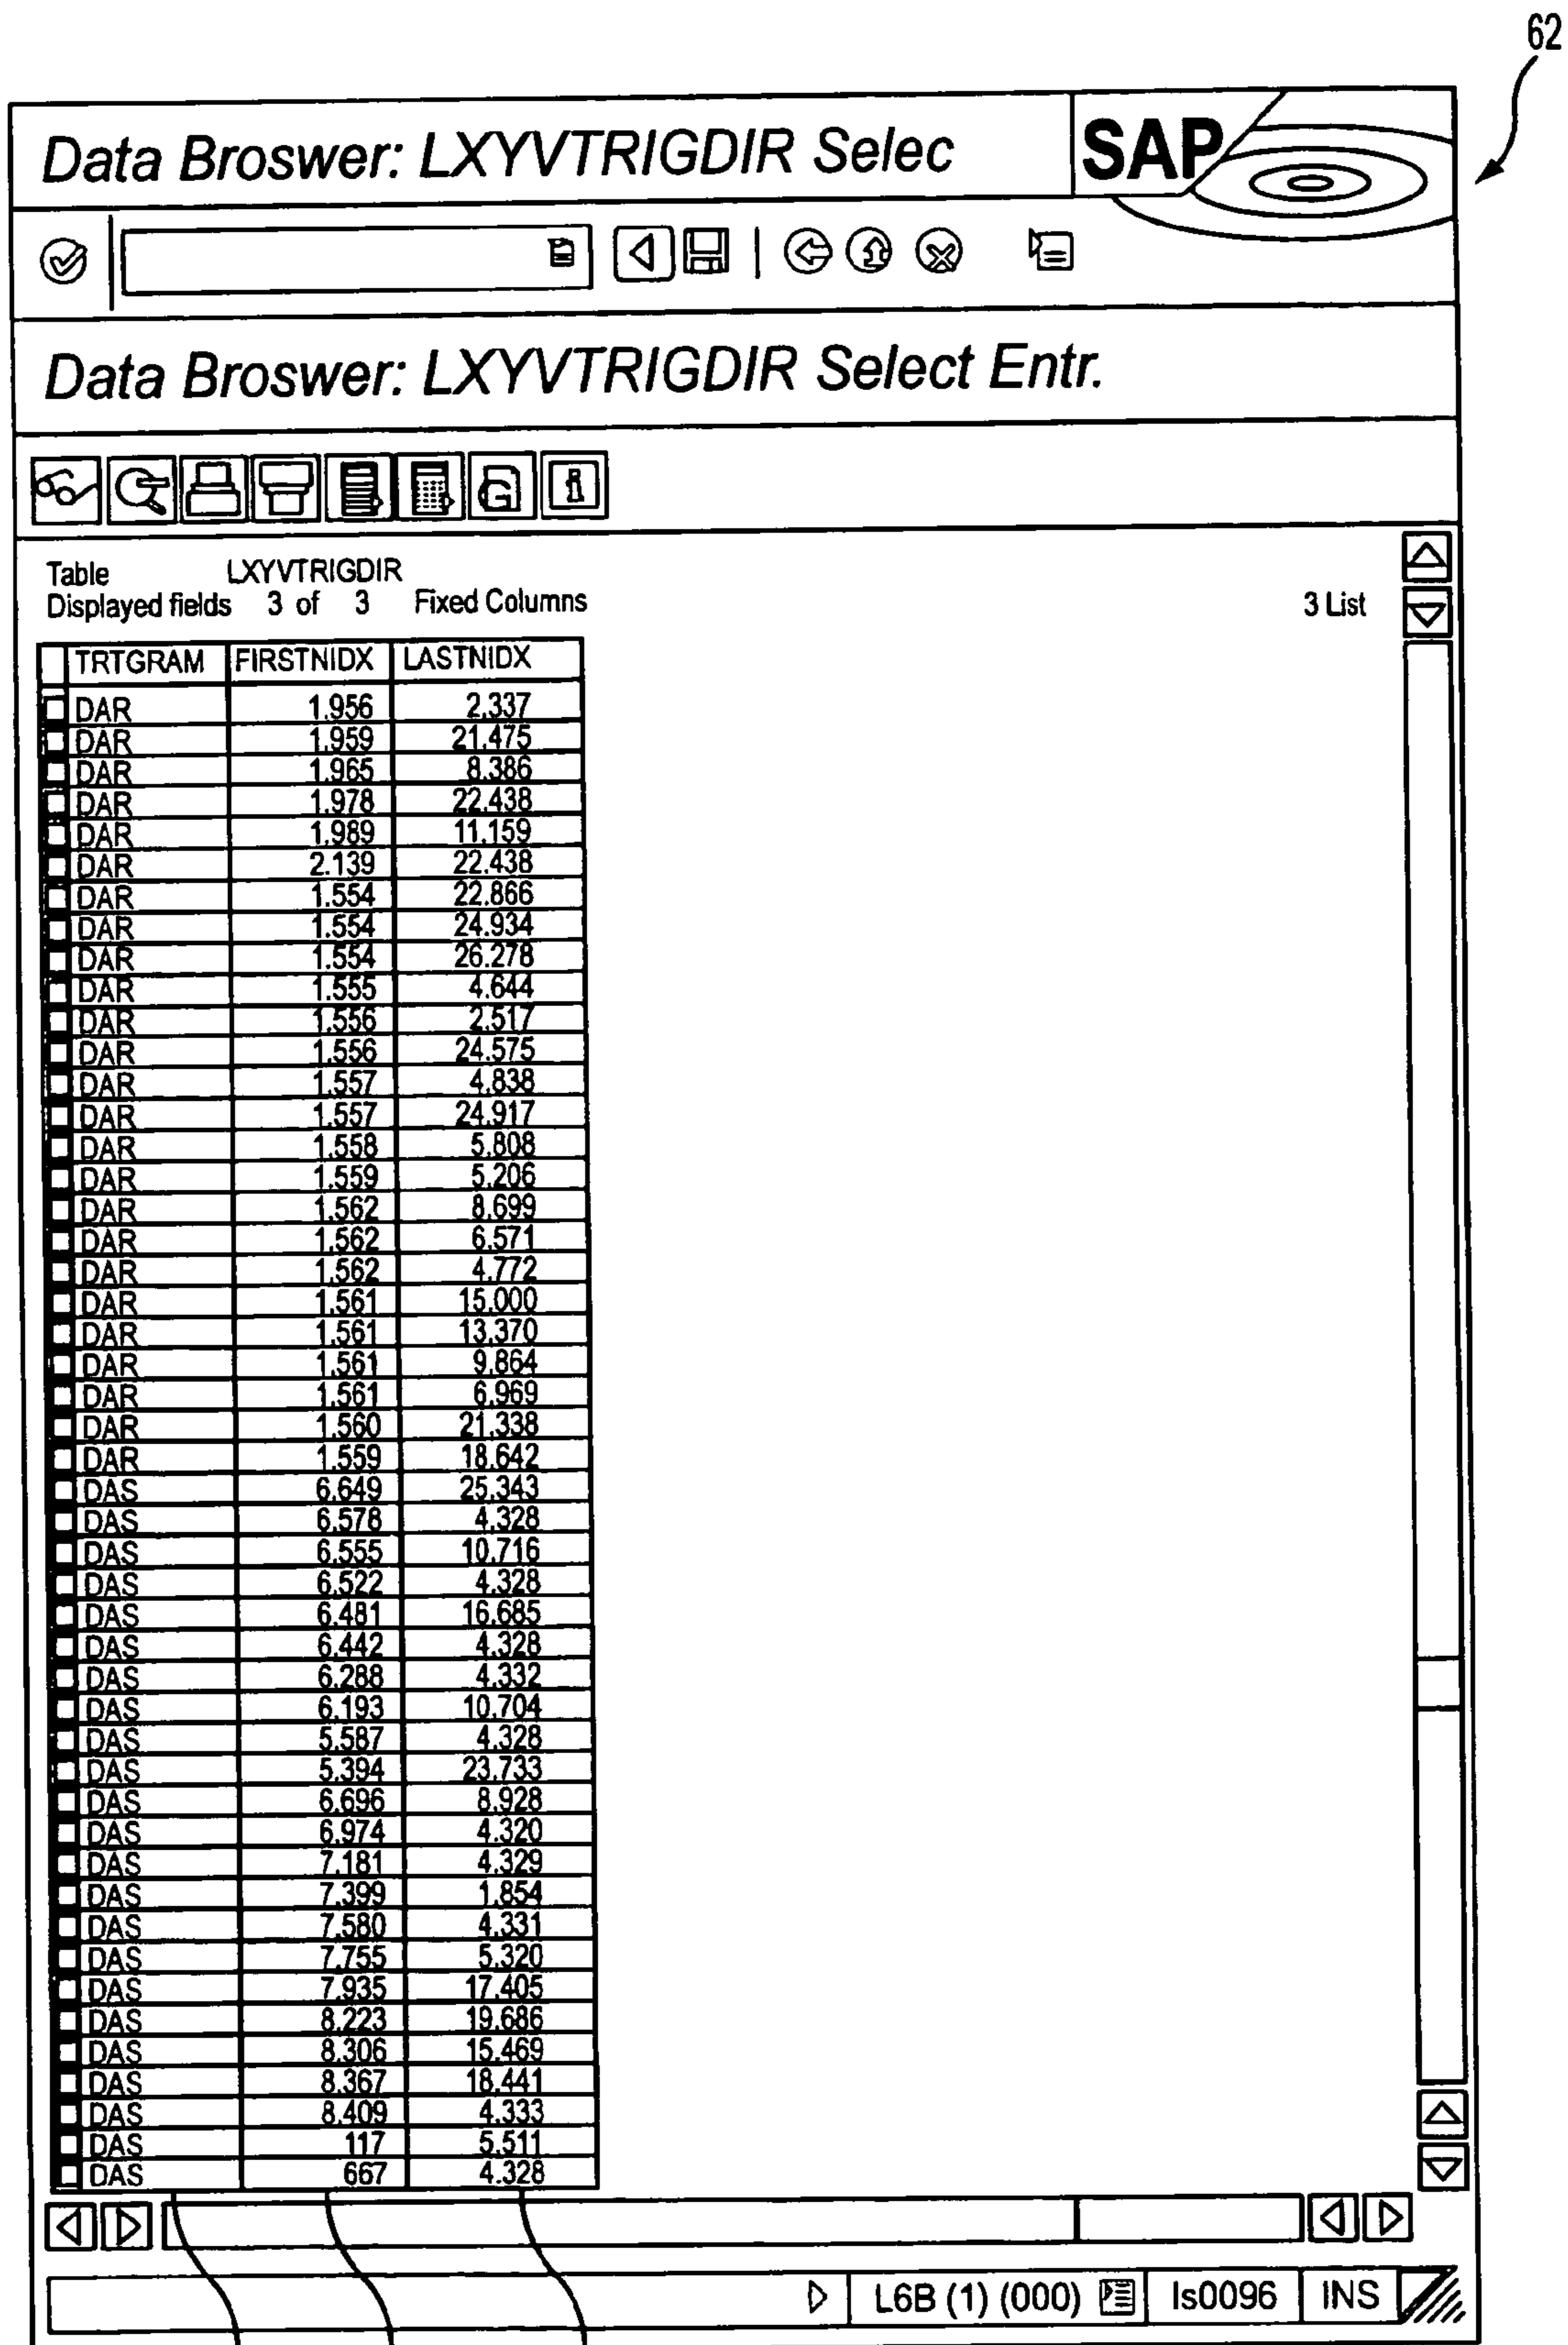 62
Data Broswer: LXYVTRIGDIR Selec SAP
Data Broswer: LXYVTRIGDIR Select Entr.
Table LXYVTRIGDIR
Displayed fields 3 of 3 Fixed Columns 3 List
TRTGRAM FIRSTNIDX LASTNIDX
DAR 1.956 2.337
DAR 1.959 21.475
DAR 1.965 8.386
DAR 1.978 22.438
DAR 1.989 11.159
DAR 2.139 22.438
DAR 1.554 22.866
DAR 1.554 24.934
DAR 1.554 26.278
DAR 1.555 4.644
DAR 1.556 2.517
DAR 1.556 24.575
DAR 1.557 4.838
DAR 1.557 24.917
DAR 1.558 5.808
DAR 1.559 5.206
DAR 1.562 8.699
DAR 1.562 6.571
DAR 1.562 4.772
DAR 1.561 15.000
DAR 1.561 13.370
DAR 1.561 9.864
DAR 1.561 6.969
DAR 1.560 21.338
DAR 1.559 18.642
DAS 6.649 25.343
DAS 6.578 4.328
DAS 6.555 10.716
DAS 6.522 4.328
DAS 6.481 16.685
DAS 6.442 4.328
DAS 6.288 4.332
DAS 6.193 10.704
DAS 5.587 4.328
DAS 5.394 23.733
DAS 6.696 8.928
DAS 6.974 4.320
DAS 7.181 4.329
DAS 7.399 1.854
DAS 7.580 4.331
DAS 7.755 5.320
DAS 7.935 17.405
DAS 8.223 19.686
DAS 8.306 15.469
DAS 8.367 18.441
DAS 8.409 4.333
DAS 117 5.511
DAS 667 4.328
L6B (1) (000) Is0096 INS